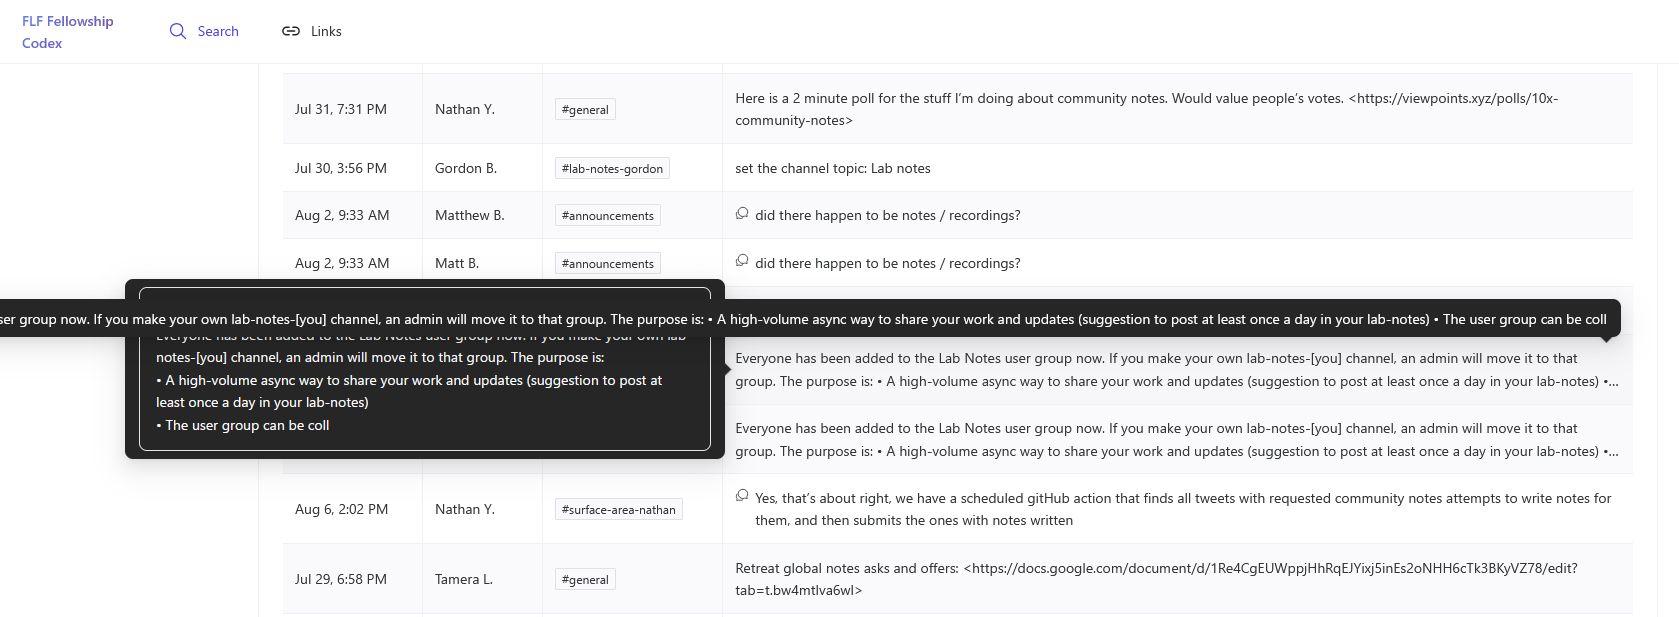 FLF Fellowship
Codex
Search
Links
Jul 31, 7:31 PM
Nathan Y.
#general
Here is a 2 minute poll for the stuff I’m doing about community notes. Would value people’s votes. <https://viewpoints.xyz/polls/10x-
community-notes>
Jul 30, 3:56 PM
Gordon B.
#lab-notes-gordon
set the channel topic: Lab notes
Aug 2, 9:33 AM
Matthew B.
#announcements
did there happen to be notes / recordings?
Aug 2, 9:33 AM
Matt B.
#announcements
did there happen to be notes / recordings?
ser group now. If you make your own lab-notes-[you] channel, an admin will move it to that group. The purpose is: • A high-volume async way to share your work and updates (suggestion to post at least once a day in your lab-notes) • The user group can be coll
Everyone has been added to the Lab Notes user group now. If you make your own lab-
notes-[you] channel, an admin will move it to that group. The purpose is:
• A high-volume async way to share your work and updates (suggestion to post at
least once a day in your lab-notes)
• The user group can be coll
Everyone has been added to the Lab Notes user group now. If you make your own lab-notes-[you] channel, an admin will move it to that
group. The purpose is: • A high-volume async way to share your work and updates (suggestion to post at least once a day in your lab-notes) •...
Everyone has been added to the Lab Notes user group now. If you make your own lab-notes-[you] channel, an admin will move it to that
group. The purpose is: • A high-volume async way to share your work and updates (suggestion to post at least once a day in your lab-notes) •...
Aug 6, 2:02 PM
Nathan Y.
#surface-area-nathan
Yes, that’s about right, we have a scheduled gitHub action that finds all tweets with requested community notes attempts to write notes for
them, and then submits the ones with notes written
Jul 29, 6:58 PM
Tamera L.
#general
Retreat global notes asks and offers: <https://docs.google.com/document/d/1Re4CgEUWppjHhRqEJYixj5inEs2oNHH6cTk3BKyVZ78/edit?
tab=t.bw4mtlva6wl>